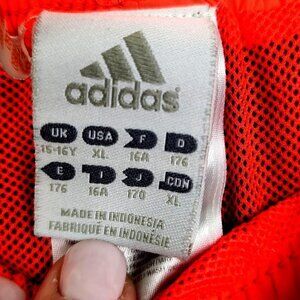 adidas
UK USA F D
15-16Y XL 16A 176
E I J CDN
176 16A 170 XL
MADE IN INDONESIA
FABRIQUÉ EN INDONÉSIE